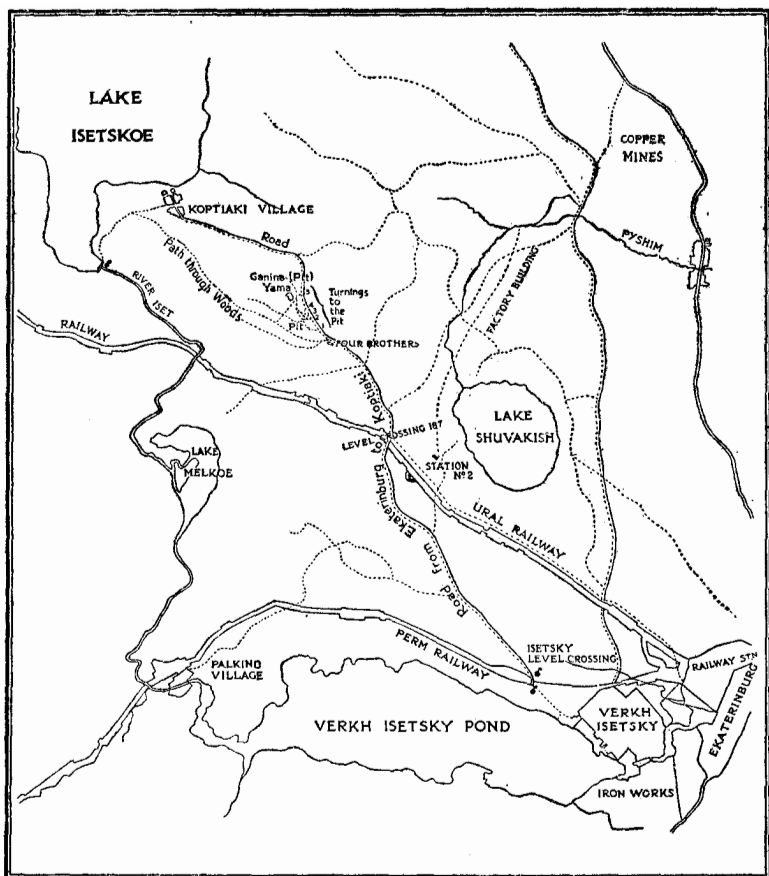 LAKE
ISETSKOE
COPPER
MINES
KOPTIAKI VILLAGE
Road
PYSHIM
Path through Woods
Ganina (Pit)
Yama
Turnings
to the
Pit
Pit
RIVER ISET
RAILWAY
FACTORY BUILDING
FOUR BROTHERS
LAKE
SHUVAKISH
LEVEL CROSSING 187
STATION
Nº 2
LAKE
MELKOE
Road from Ekaterinburg to Koptiaki
URAL RAILWAY
PERM RAILWAY
ISETSKY
LEVEL CROSSING
RAILWAY STN
PALKINO
VILLAGE
VERKH ISETSKY POND
VERKH
ISETSKY
EKATERINBURG
IRON WORKS